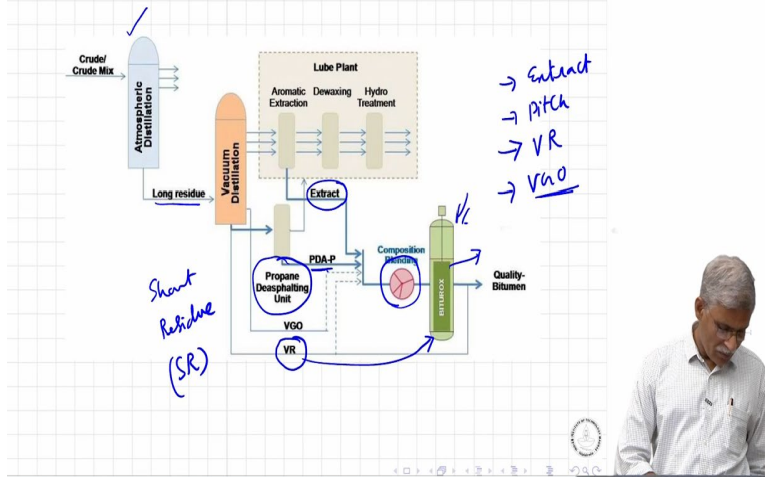 Crude/
Crude Mix
Atmospheric
Distillation
Long residue
Vacuum
Distillation
Lube Plant
Aromatic
Extraction
Dewaxing
Hydro
Treatment
Extract
PDA-P
Propane
Deasphalting
Unit
VGO
VR
Composition
Blending
BITUROX
Quality-
Bitumen
→ Extract
→ Pitch
→ VR
→ VGO
Short
Residue
(SR)